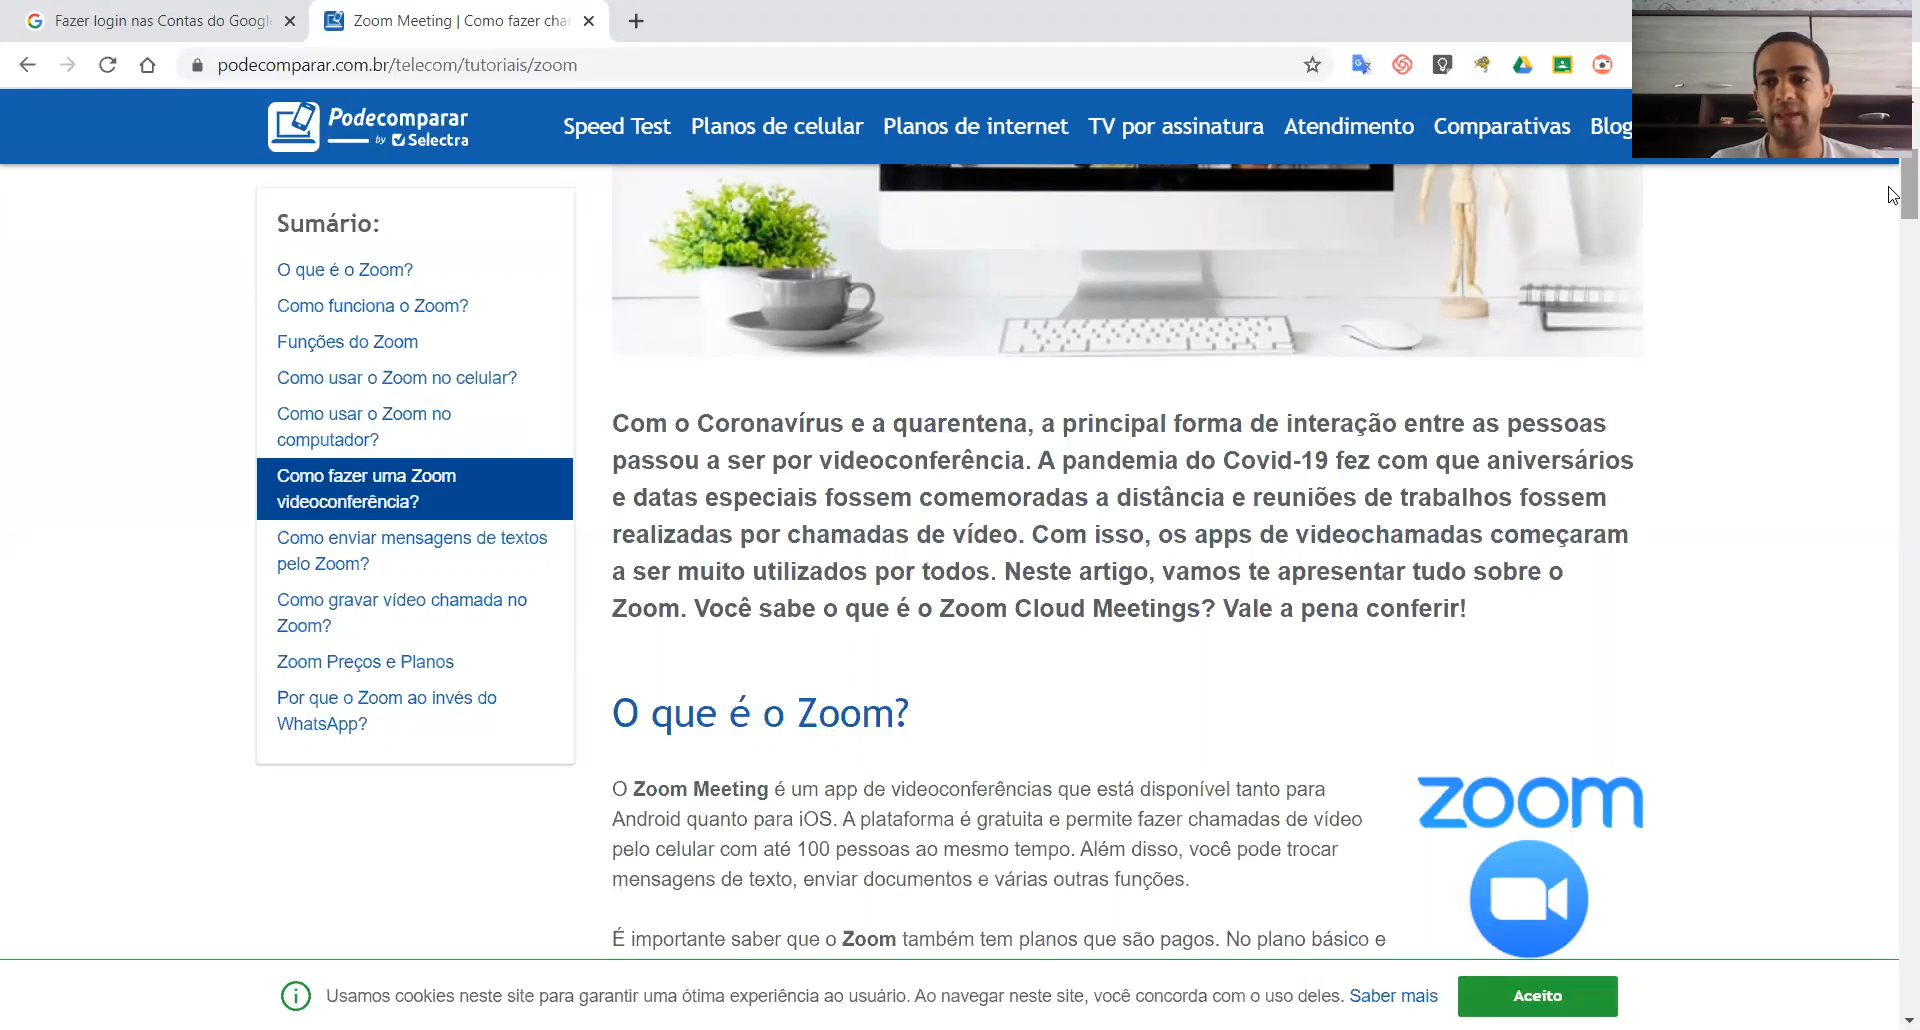 Fazer login nas Contas do Googl
Zoom Meeting | Como fazer cha
podecomparar.com.br/telecom/tutoriais/zoom
Podecomparar
by Selectra
Speed Test Planos de celular Planos de internet TV por assinatura Atendimento Comparativas Blog
Sumário:
O que é o Zoom?
Como funciona o Zoom?
Funções do Zoom
Como usar o Zoom no celular?
Como usar o Zoom no
computador?
Como fazer uma Zoom
videoconferência?
Como enviar mensagens de textos
pelo Zoom?
Como gravar vídeo chamada no
Zoom?
Zoom Preços e Planos
Por que o Zoom ao invés do
WhatsApp?
Com o Coronavírus e a quarentena, a principal forma de interação entre as pessoas
passou a ser por videoconferência. A pandemia do Covid-19 fez com que aniversários
e datas especiais fossem comemoradas a distância e reuniões de trabalhos fossem
realizadas por chamadas de vídeo. Com isso, os apps de videochamadas começaram
a ser muito utilizados por todos. Neste artigo, vamos te apresentar tudo sobre o
Zoom. Você sabe o que é o Zoom Cloud Meetings? Vale a pena conferir!
O que é o Zoom?
O Zoom Meeting é um app de videoconferências que está disponível tanto para
Android quanto para iOS. A plataforma é gratuita e permite fazer chamadas de vídeo
pelo celular com até 100 pessoas ao mesmo tempo. Além disso, você pode trocar
mensagens de texto, enviar documentos e várias outras funções.
zoom
É importante saber que o Zoom também tem planos que são pagos. No plano básico e
Usamos cookies neste site para garantir uma ótima experiência ao usuário. Ao navegar neste site, você concorda com o uso deles. Saber mais
Aceito